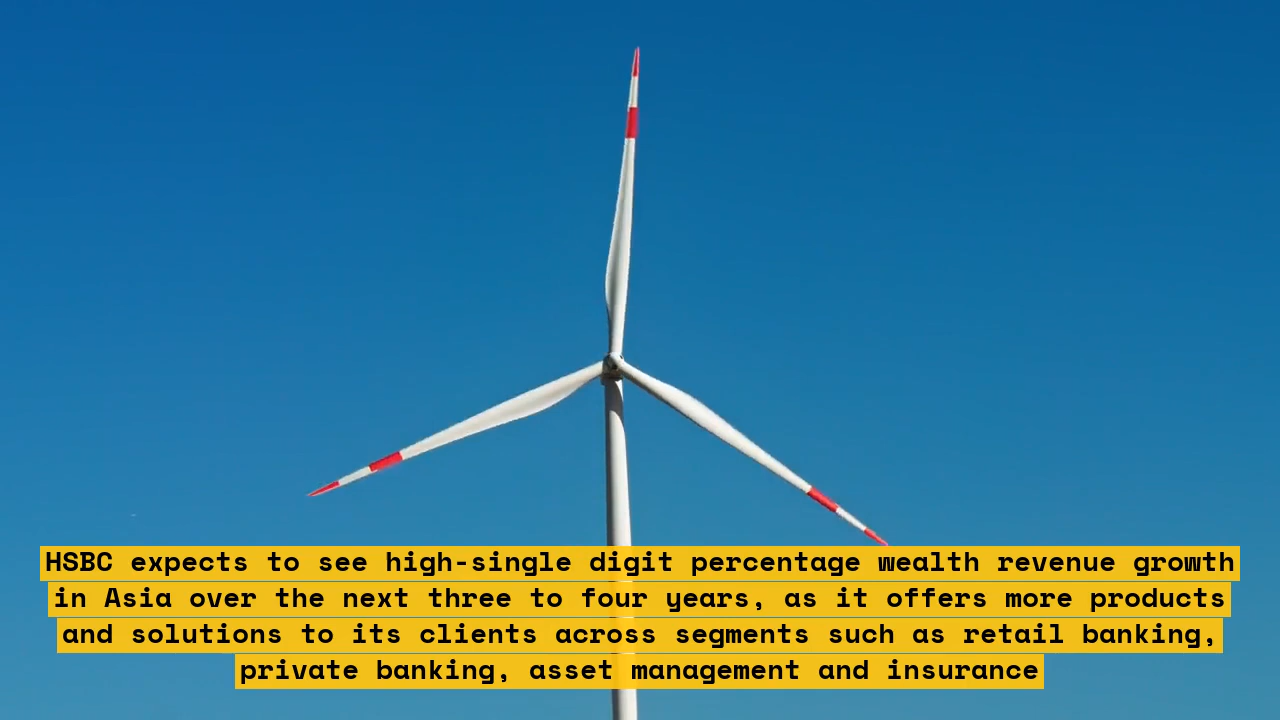 HSBC expects to see high-single digit percentage wealth revenue growth
in Asia over the next three to four years, as it offers more products
and solutions to its clients across segments such as retail banking,
private banking, asset management and insurance